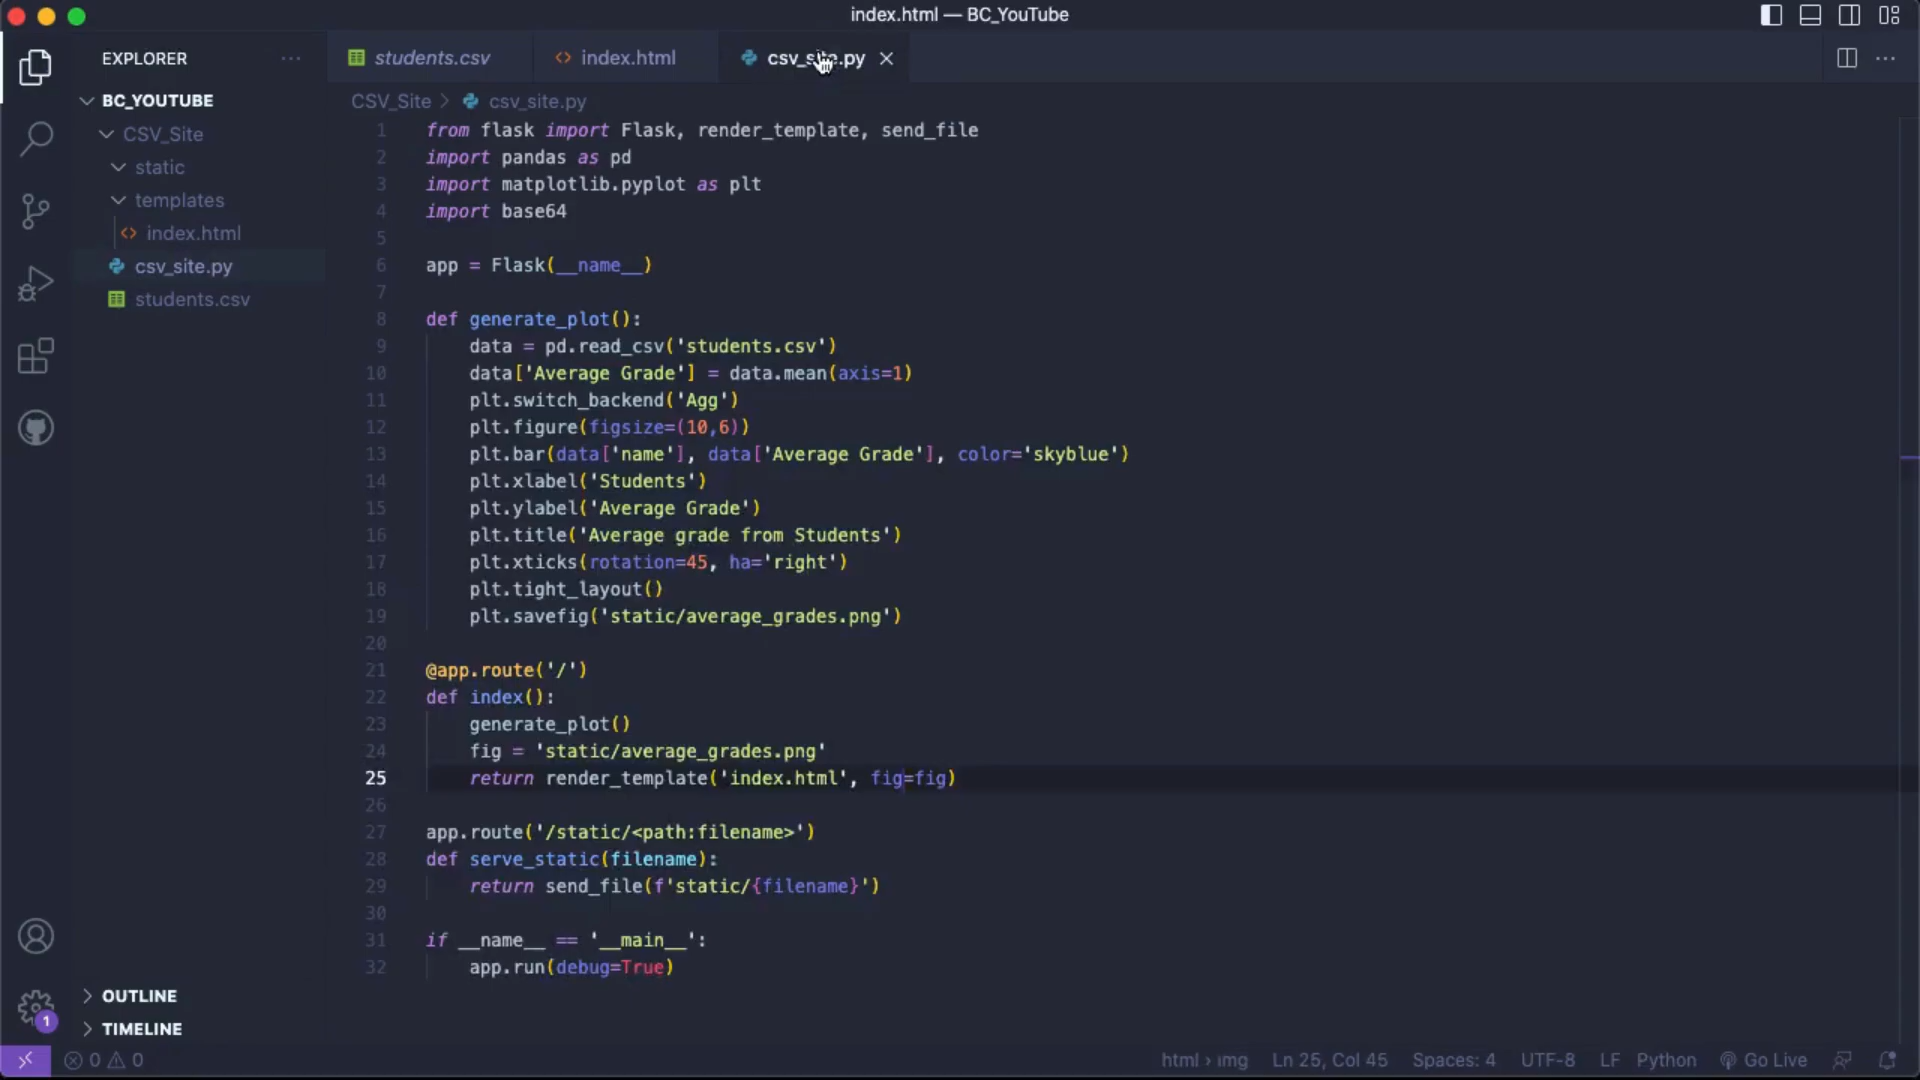 index.html — BC_YouTube
EXPLORER
BC_YOUTUBE
CSV_Site
static
templates
index.html
csv_site.py
students.csv
OUTLINE
TIMELINE
students.csv
index.html
csv_site.py
CSV_Site > csv_site.py
1 from flask import Flask, render_template, send_file
2 import pandas as pd
3 import matplotlib.pyplot as plt
4 import base64
5
6 app = Flask(__name__)
7
8 def generate_plot():
9 data = pd.read_csv('students.csv')
10 data['Average Grade'] = data.mean(axis=1)
11 plt.switch_backend('Agg')
12 plt.figure(figsize=(10,6))
13 plt.bar(data['name'], data['Average Grade'], color='skyblue')
14 plt.xlabel('Students')
15 plt.ylabel('Average Grade')
16 plt.title('Average grade from Students')
17 plt.xticks(rotation=45, ha='right')
18 plt.tight_layout()
19 plt.savefig('static/average_grades.png')
20
21 @app.route('/')
22 def index():
23 generate_plot()
24 fig = 'static/average_grades.png'
25 return render_template('index.html', fig=fig)
26
27 app.route('/static/<path:filename>')
28 def serve_static(filename):
29 return send_file(f'static/{filename}')
30
31 if __name__ == '__main__':
32 app.run(debug=True)
1
0 0
html › img Ln 25, Col 45 Spaces: 4 UTF-8 LF Python Go Live